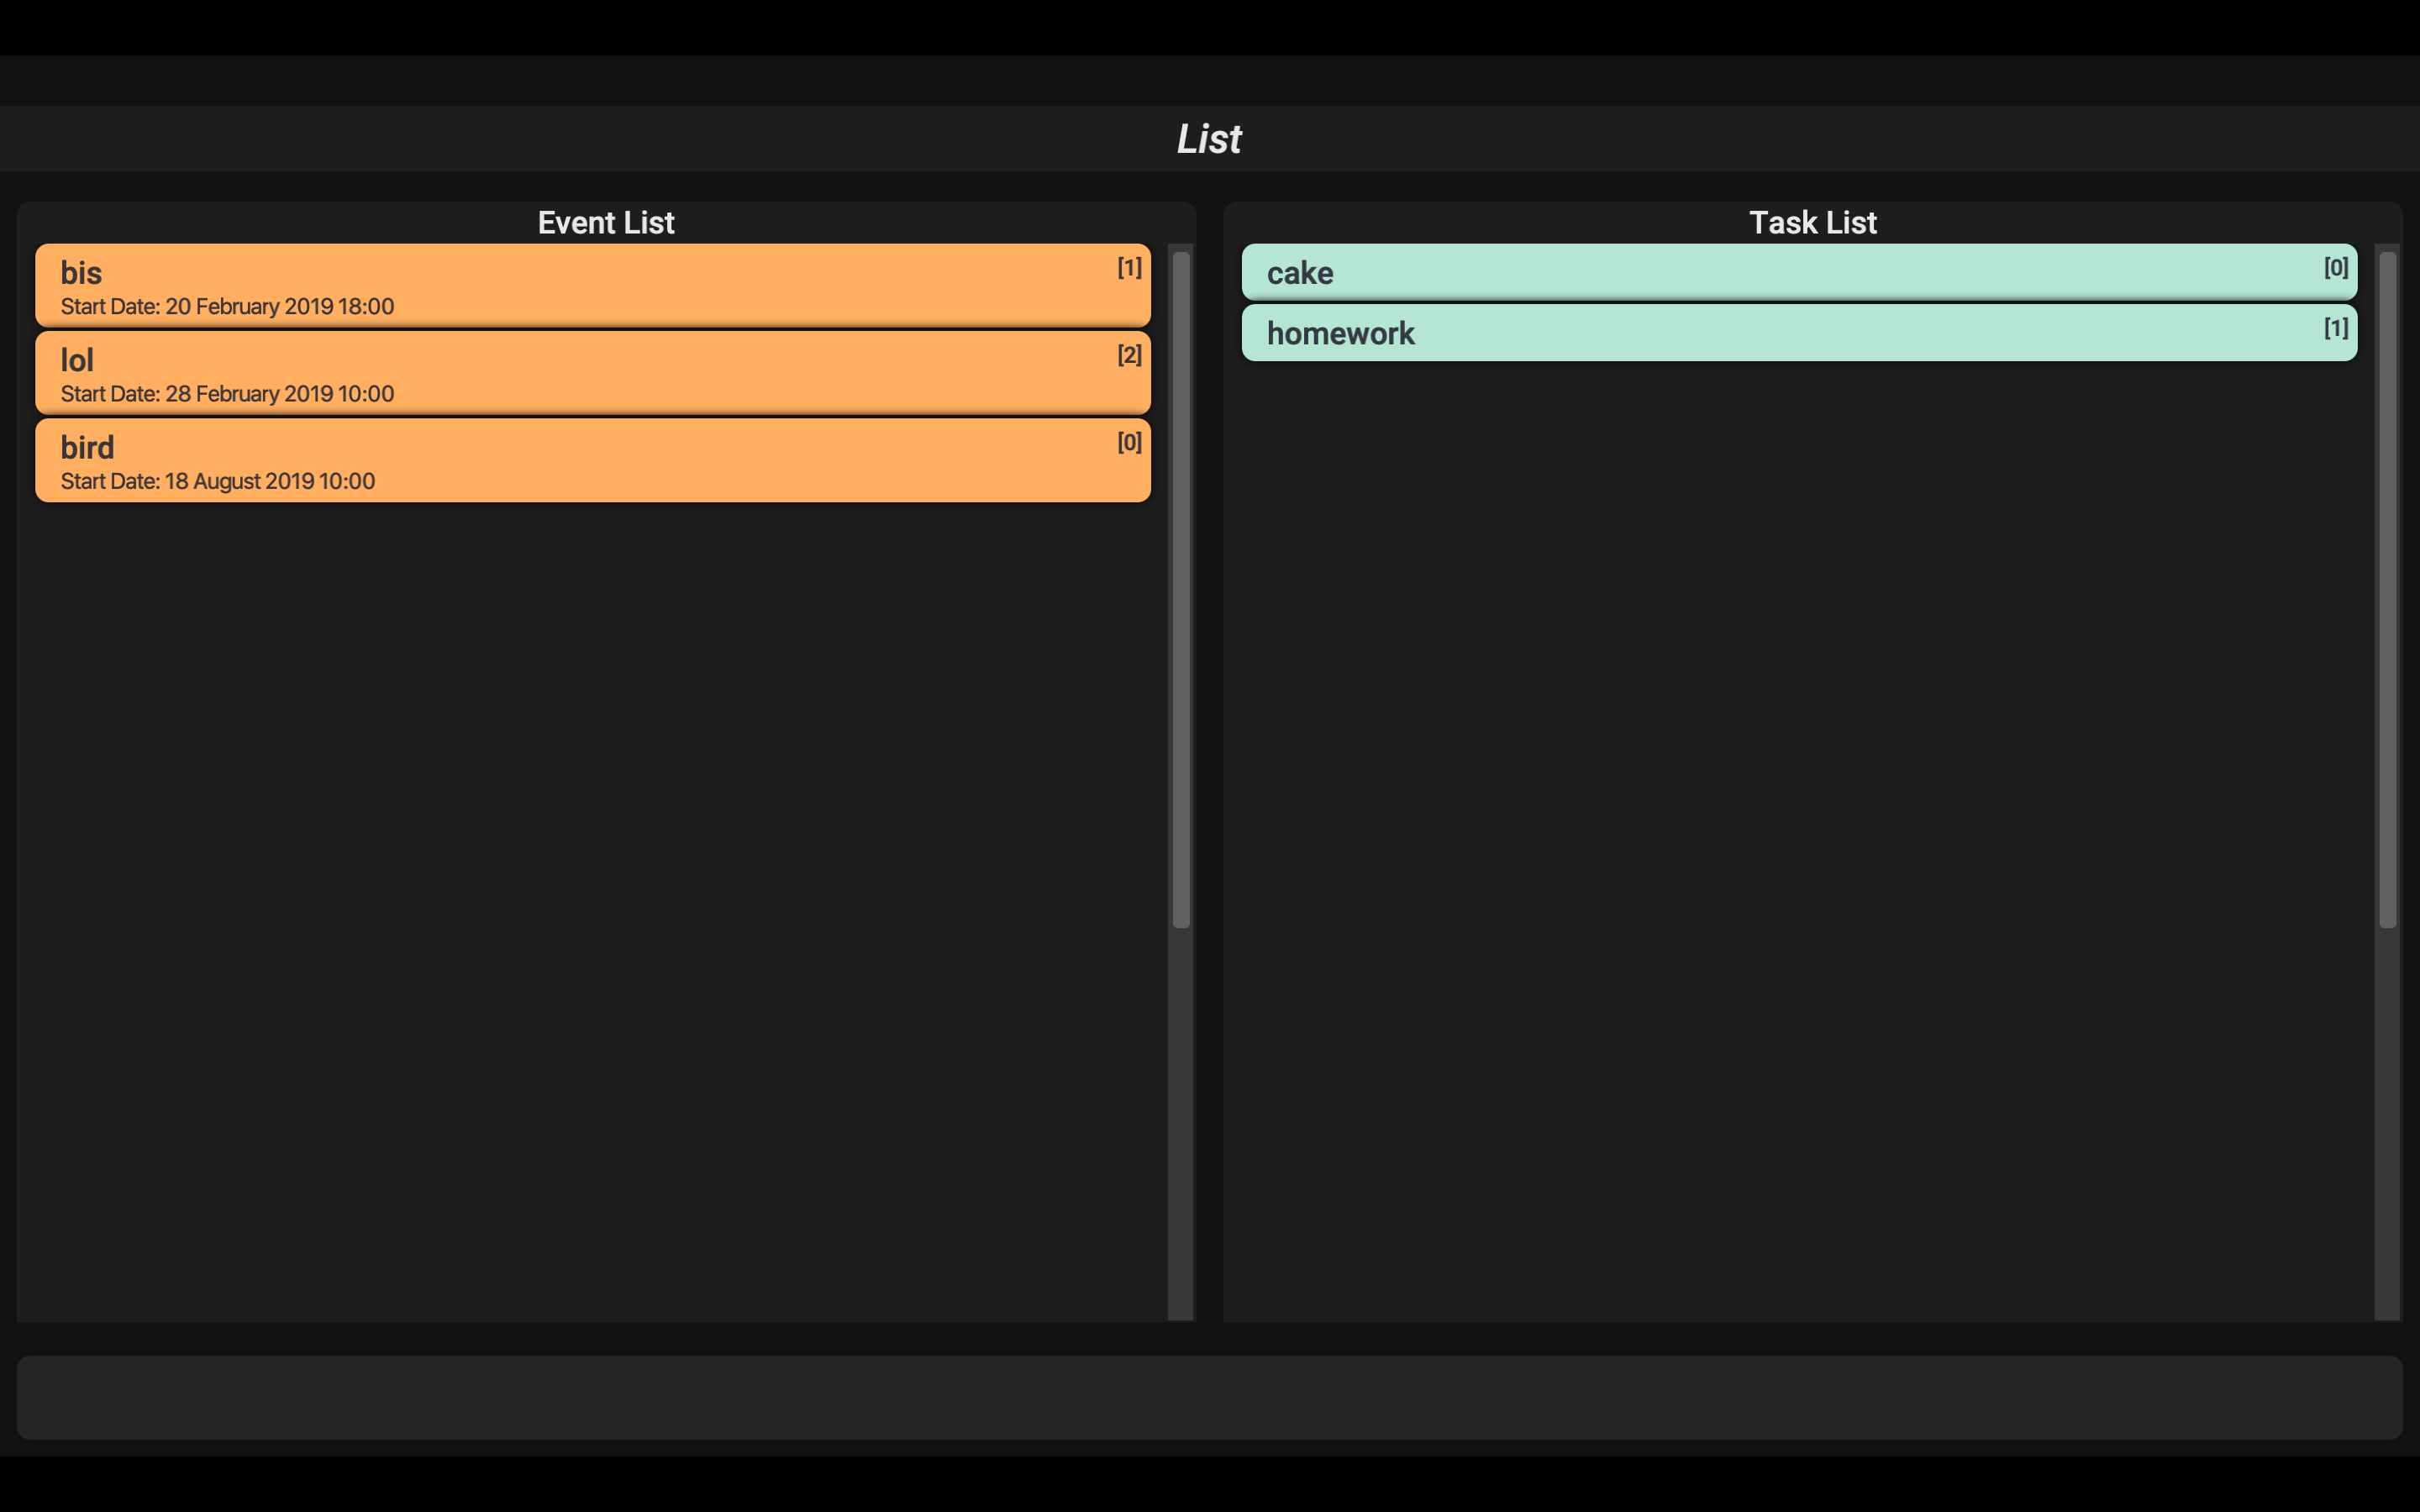 List
Event List
bis [1]
Start Date: 20 February 2019 18:00
lol [2]
Start Date: 28 February 2019 10:00
bird [0]
Start Date: 18 August 2019 10:00
Task List
cake [0]
homework [1]